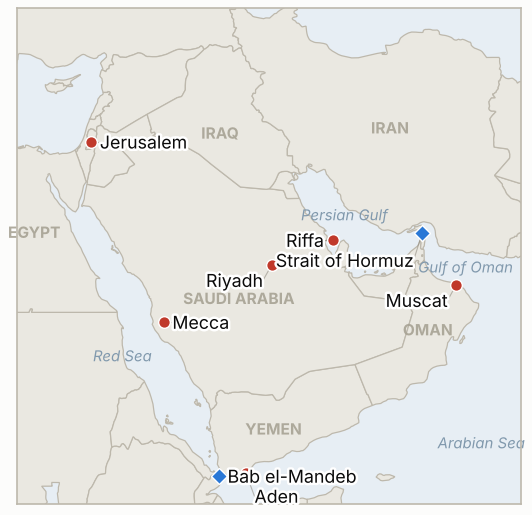 IRAQ
IRAN
Jerusalem
Persian Gulf
EGYPT
Riffa
Strait of Hormuz
Gulf of Oman
Riyadh
SAUDI ARABIA
Muscat
Mecca
OMAN
Red Sea
YEMEN
Arabian Sea
Bab el-Mandeb
Aden